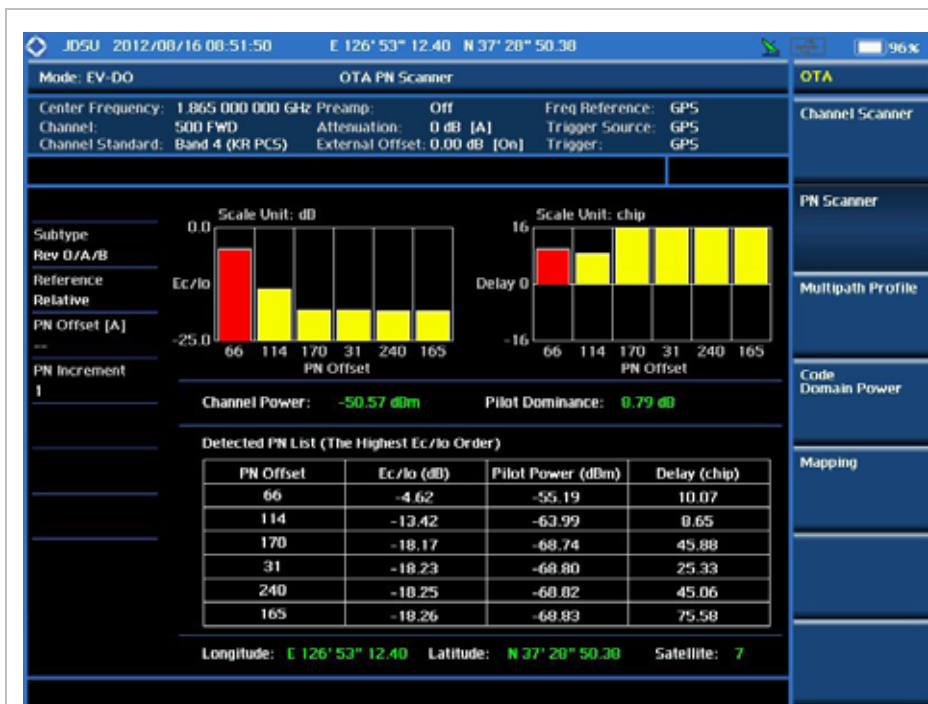 JDSU 2012/08/16 08:51:50 E 126' 53" 12.40 N 37' 28" 50.38 96%
Mode: EV-DO OTA PN Scanner OTA
Center Frequency: 1.865 000 000 GHz Preamp: Off Freq Reference: GPS
Channel: 500 FWD Attenuation: 0 dB [A] Trigger Source: GPS
Channel Standard: Band 4 (KR PCS) External Offset: 0.00 dB [On] Trigger: GPS
Channel Scanner
PN Scanner
Multipath Profile
Code
Domain Power
Mapping
Subtype
Rev 0/A/B
Reference
Relative
PN Offset [A]
--
PN Increment
1
Scale Unit: dB
0.0
Ec/Io
-25.0
66 114 170 31 240 165
PN Offset
Scale Unit: chip
16
Delay 0
-16
66 114 170 31 240 165
PN Offset
Channel Power: -50.57 dBm Pilot Dominance: 8.79 dB
Detected PN List (The Highest Ec/Io Order)
PN Offset Ec/Io (dB) Pilot Power (dBm) Delay (chip)
66 -4.62 -55.19 10.07
114 -13.42 -63.99 8.65
170 -18.17 -68.74 45.88
31 -18.23 -68.80 25.33
240 -18.25 -68.82 45.06
165 -18.26 -68.83 75.58
Longitude: E 126' 53" 12.40 Latitude: N 37' 28" 50.38 Satellite: 7